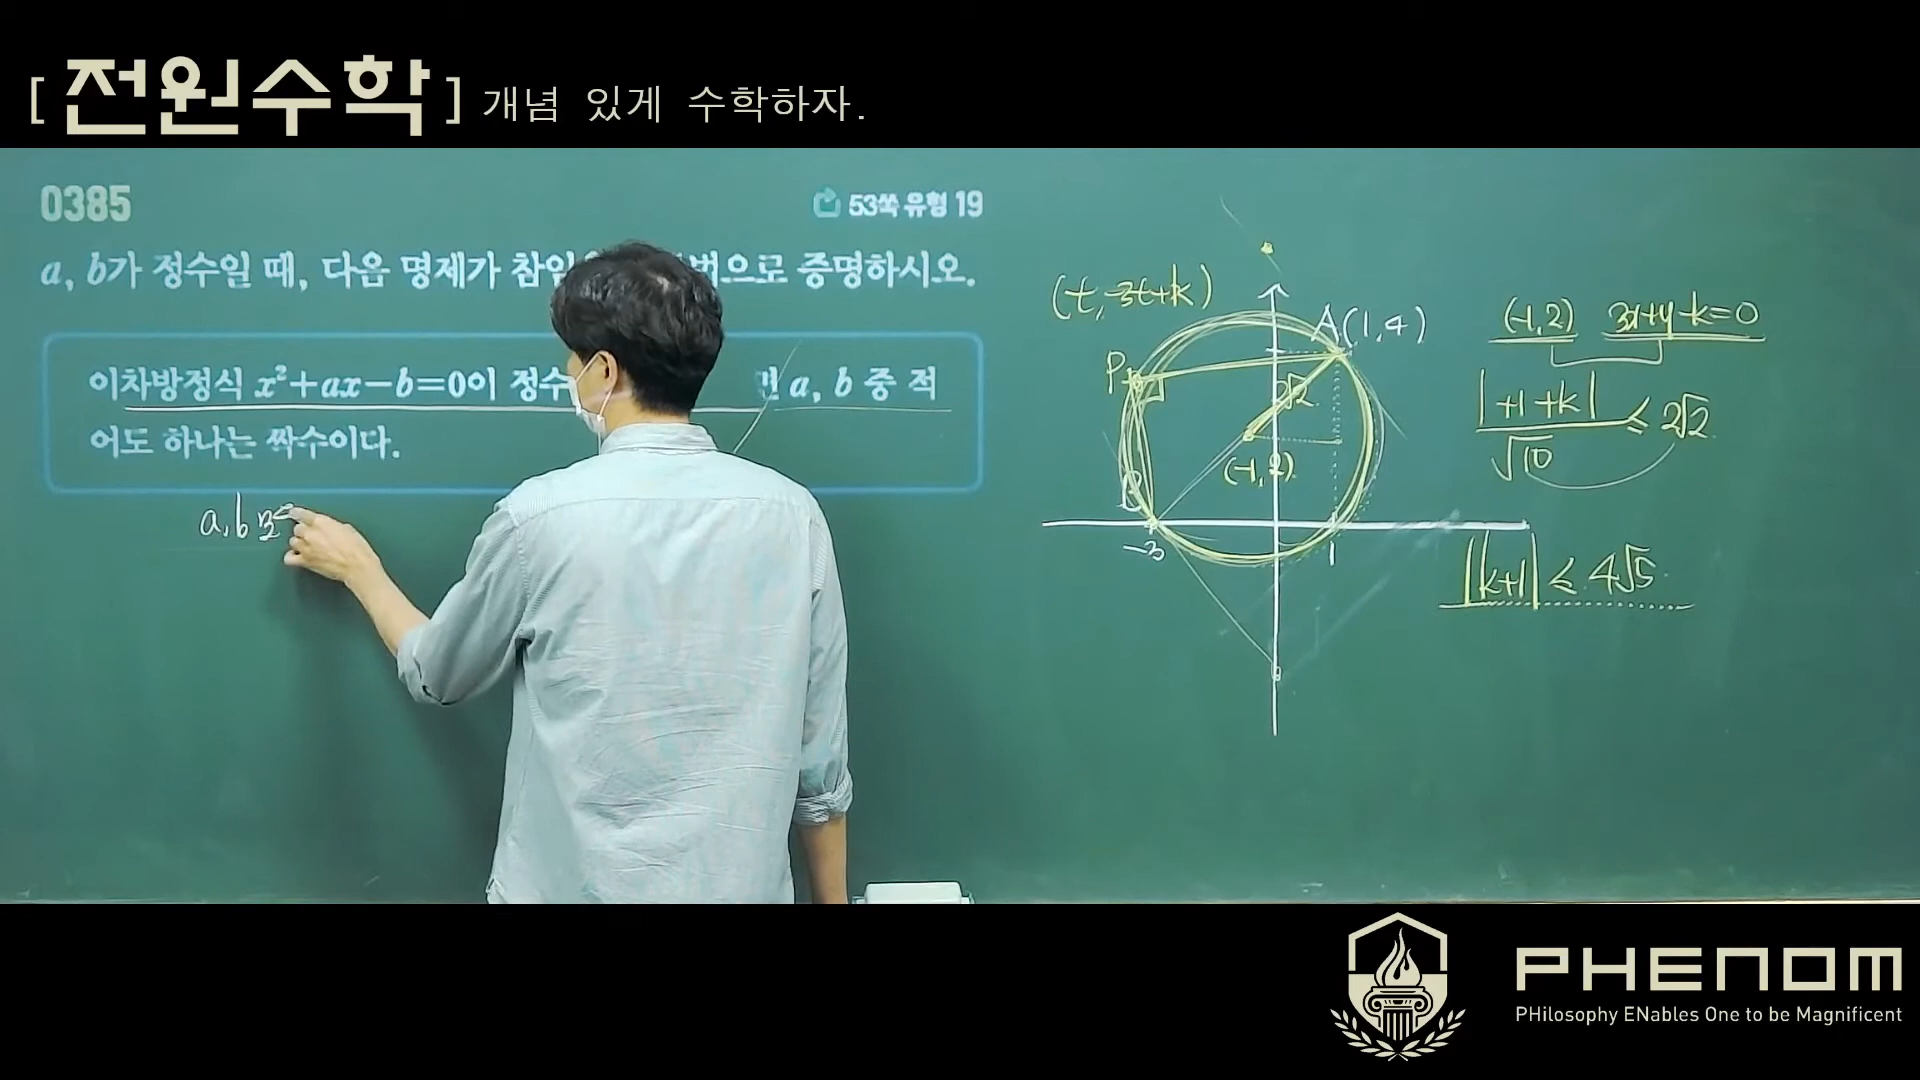 [전원수학] 개념 있게 수학하자.
0385
53쪽 유형 19
a, b가 정수일 때, 다음 명제가 참임 으로 증명하시오.
이차방정식 x²+ax−b=0이 정수 a, b 중 적
어도 하나는 짝수이다.
a, b
(t, -3t+k)
A(1, 4)
P
2√2
(-1, 2)
-3
1
(-1, 2) 3x+y-k=0
|+1+k|
√10
≤ 2√2
|k+1| ≤ 4√5
PHENOM
PHilosophy ENables One to be Magnificent